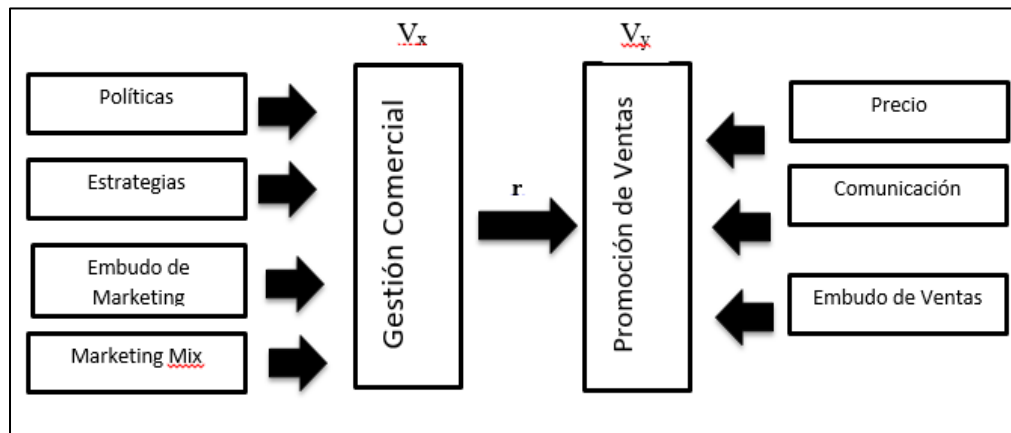 Vx
Vy
Políticas
Estrategias
Embudo de
Marketing
Marketing Mix
Gestión Comercial
r
Promoción de Ventas
Precio
Comunicación
Embudo de Ventas